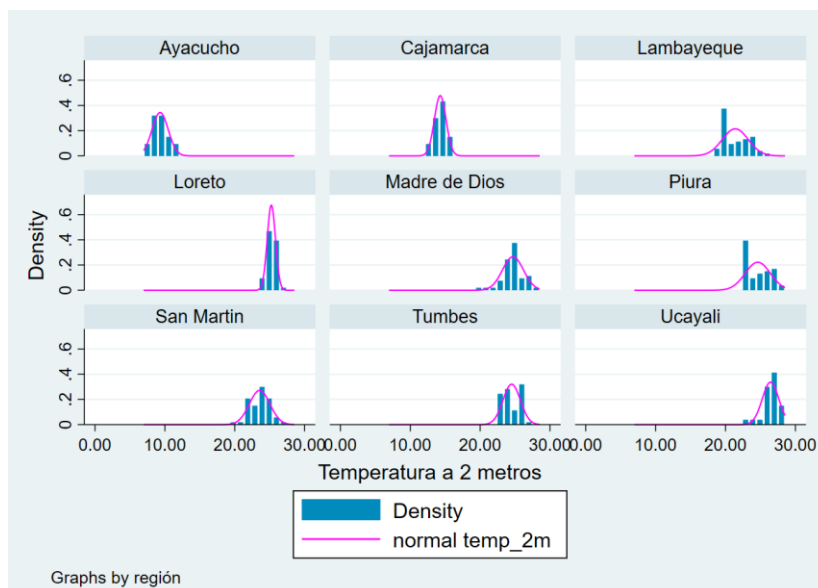 Ayacucho Cajamarca Lambayeque
0 .2 .4 .6
Loreto Madre de Dios Piura
0 .2 .4 .6
Density
San Martin Tumbes Ucayali
0 .2 .4 .6
0.00 10.00 20.00 30.00 0.00 10.00 20.00 30.00 0.00 10.00 20.00 30.00
Temperatura a 2 metros
Density
normal temp_2m
Graphs by región